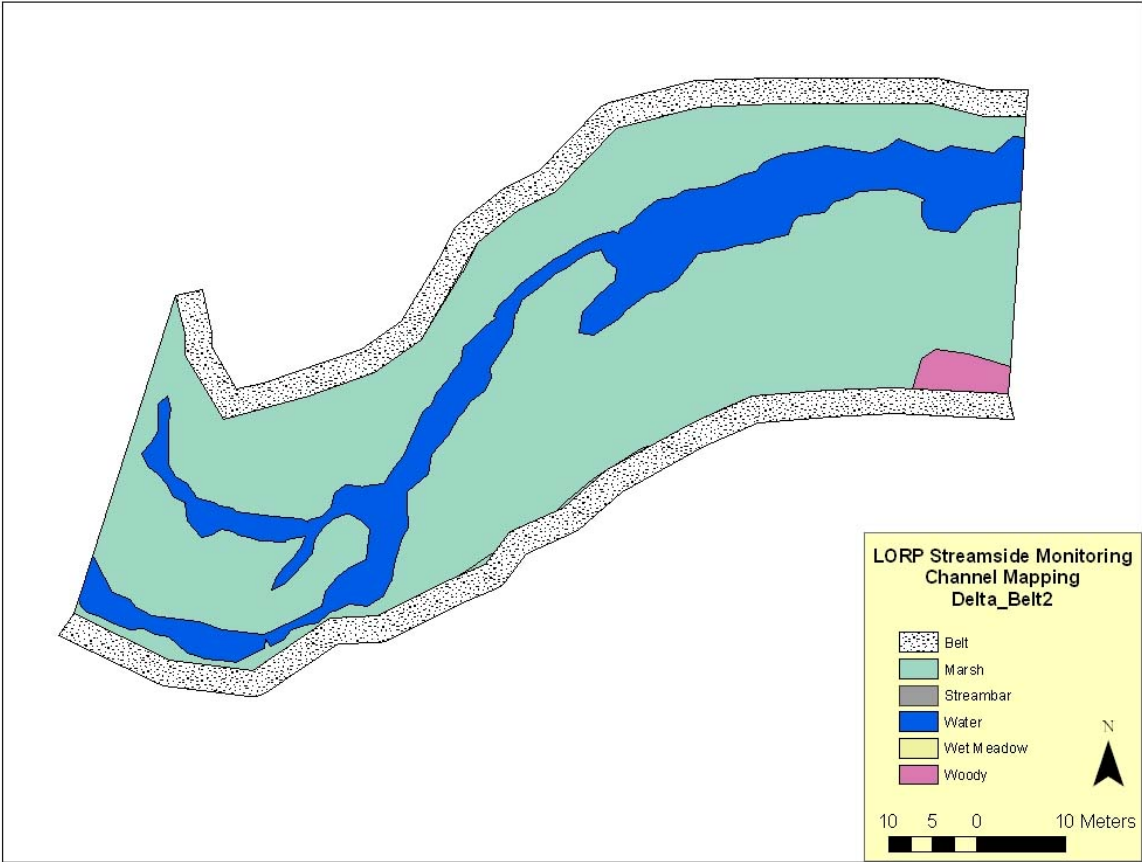 LORP Streamside Monitoring
Channel Mapping
Delta_Belt2
Belt
Marsh
Streambar
Water
Wet Meadow
Woody
N
10 5 0 10 Meters